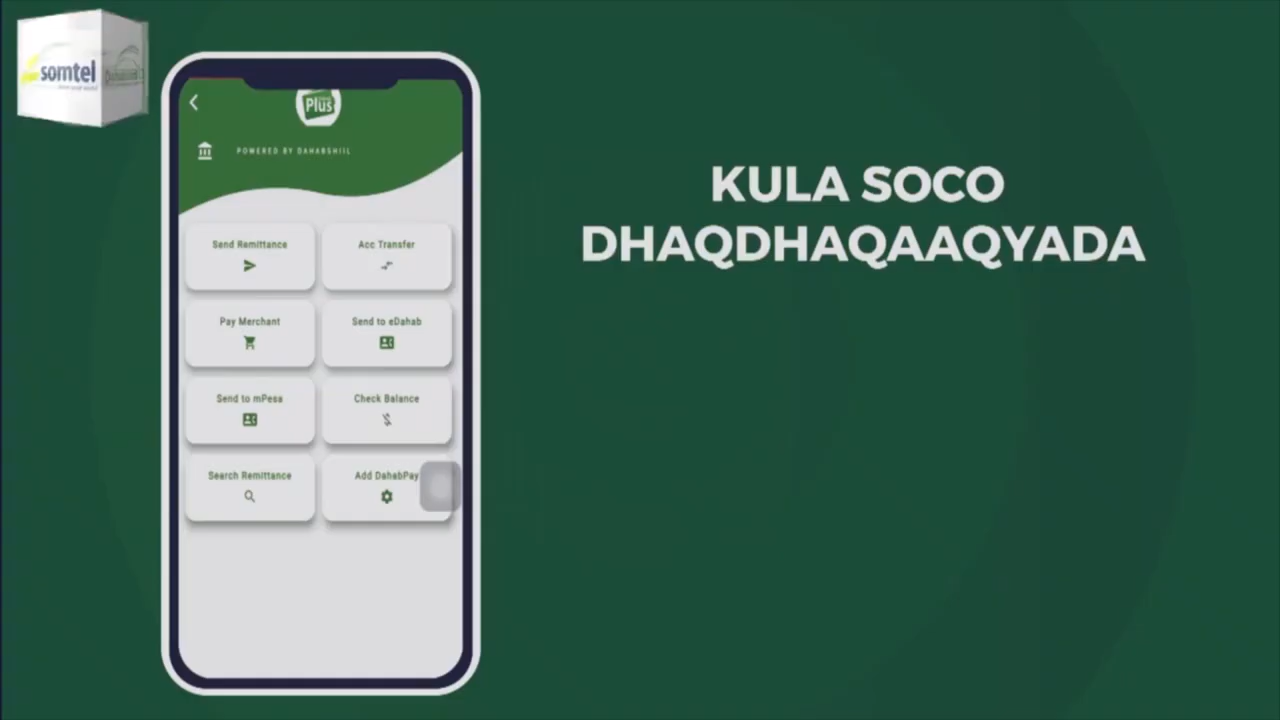 somtel
Plus
POWERED BY DAHABSHIIL
Send Remittance
Acc Transfer
Pay Merchant
Send to eDahab
Send to mPesa
Check Balance
Search Remittance
Add DahabPay
KULA SOCO
DHAQDHAQAAQYADA